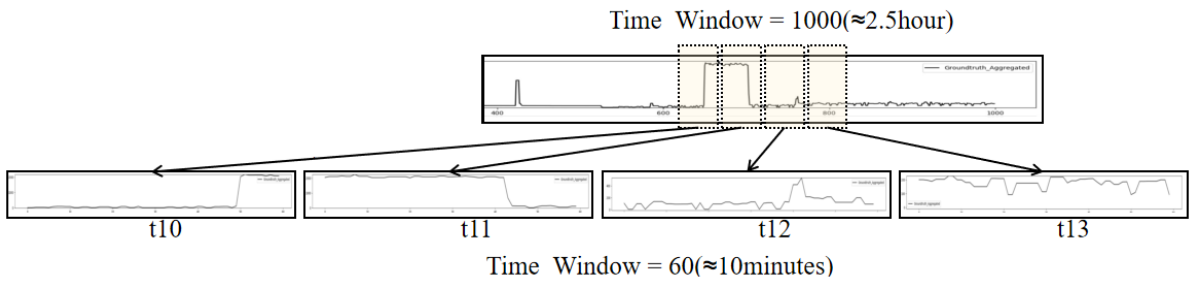 Time Window = 1000(≈2.5hour)
Groundtruth_Aggregated
400 600 800 1000
t10 t11 t12 t13
Time Window = 60(≈10minutes)